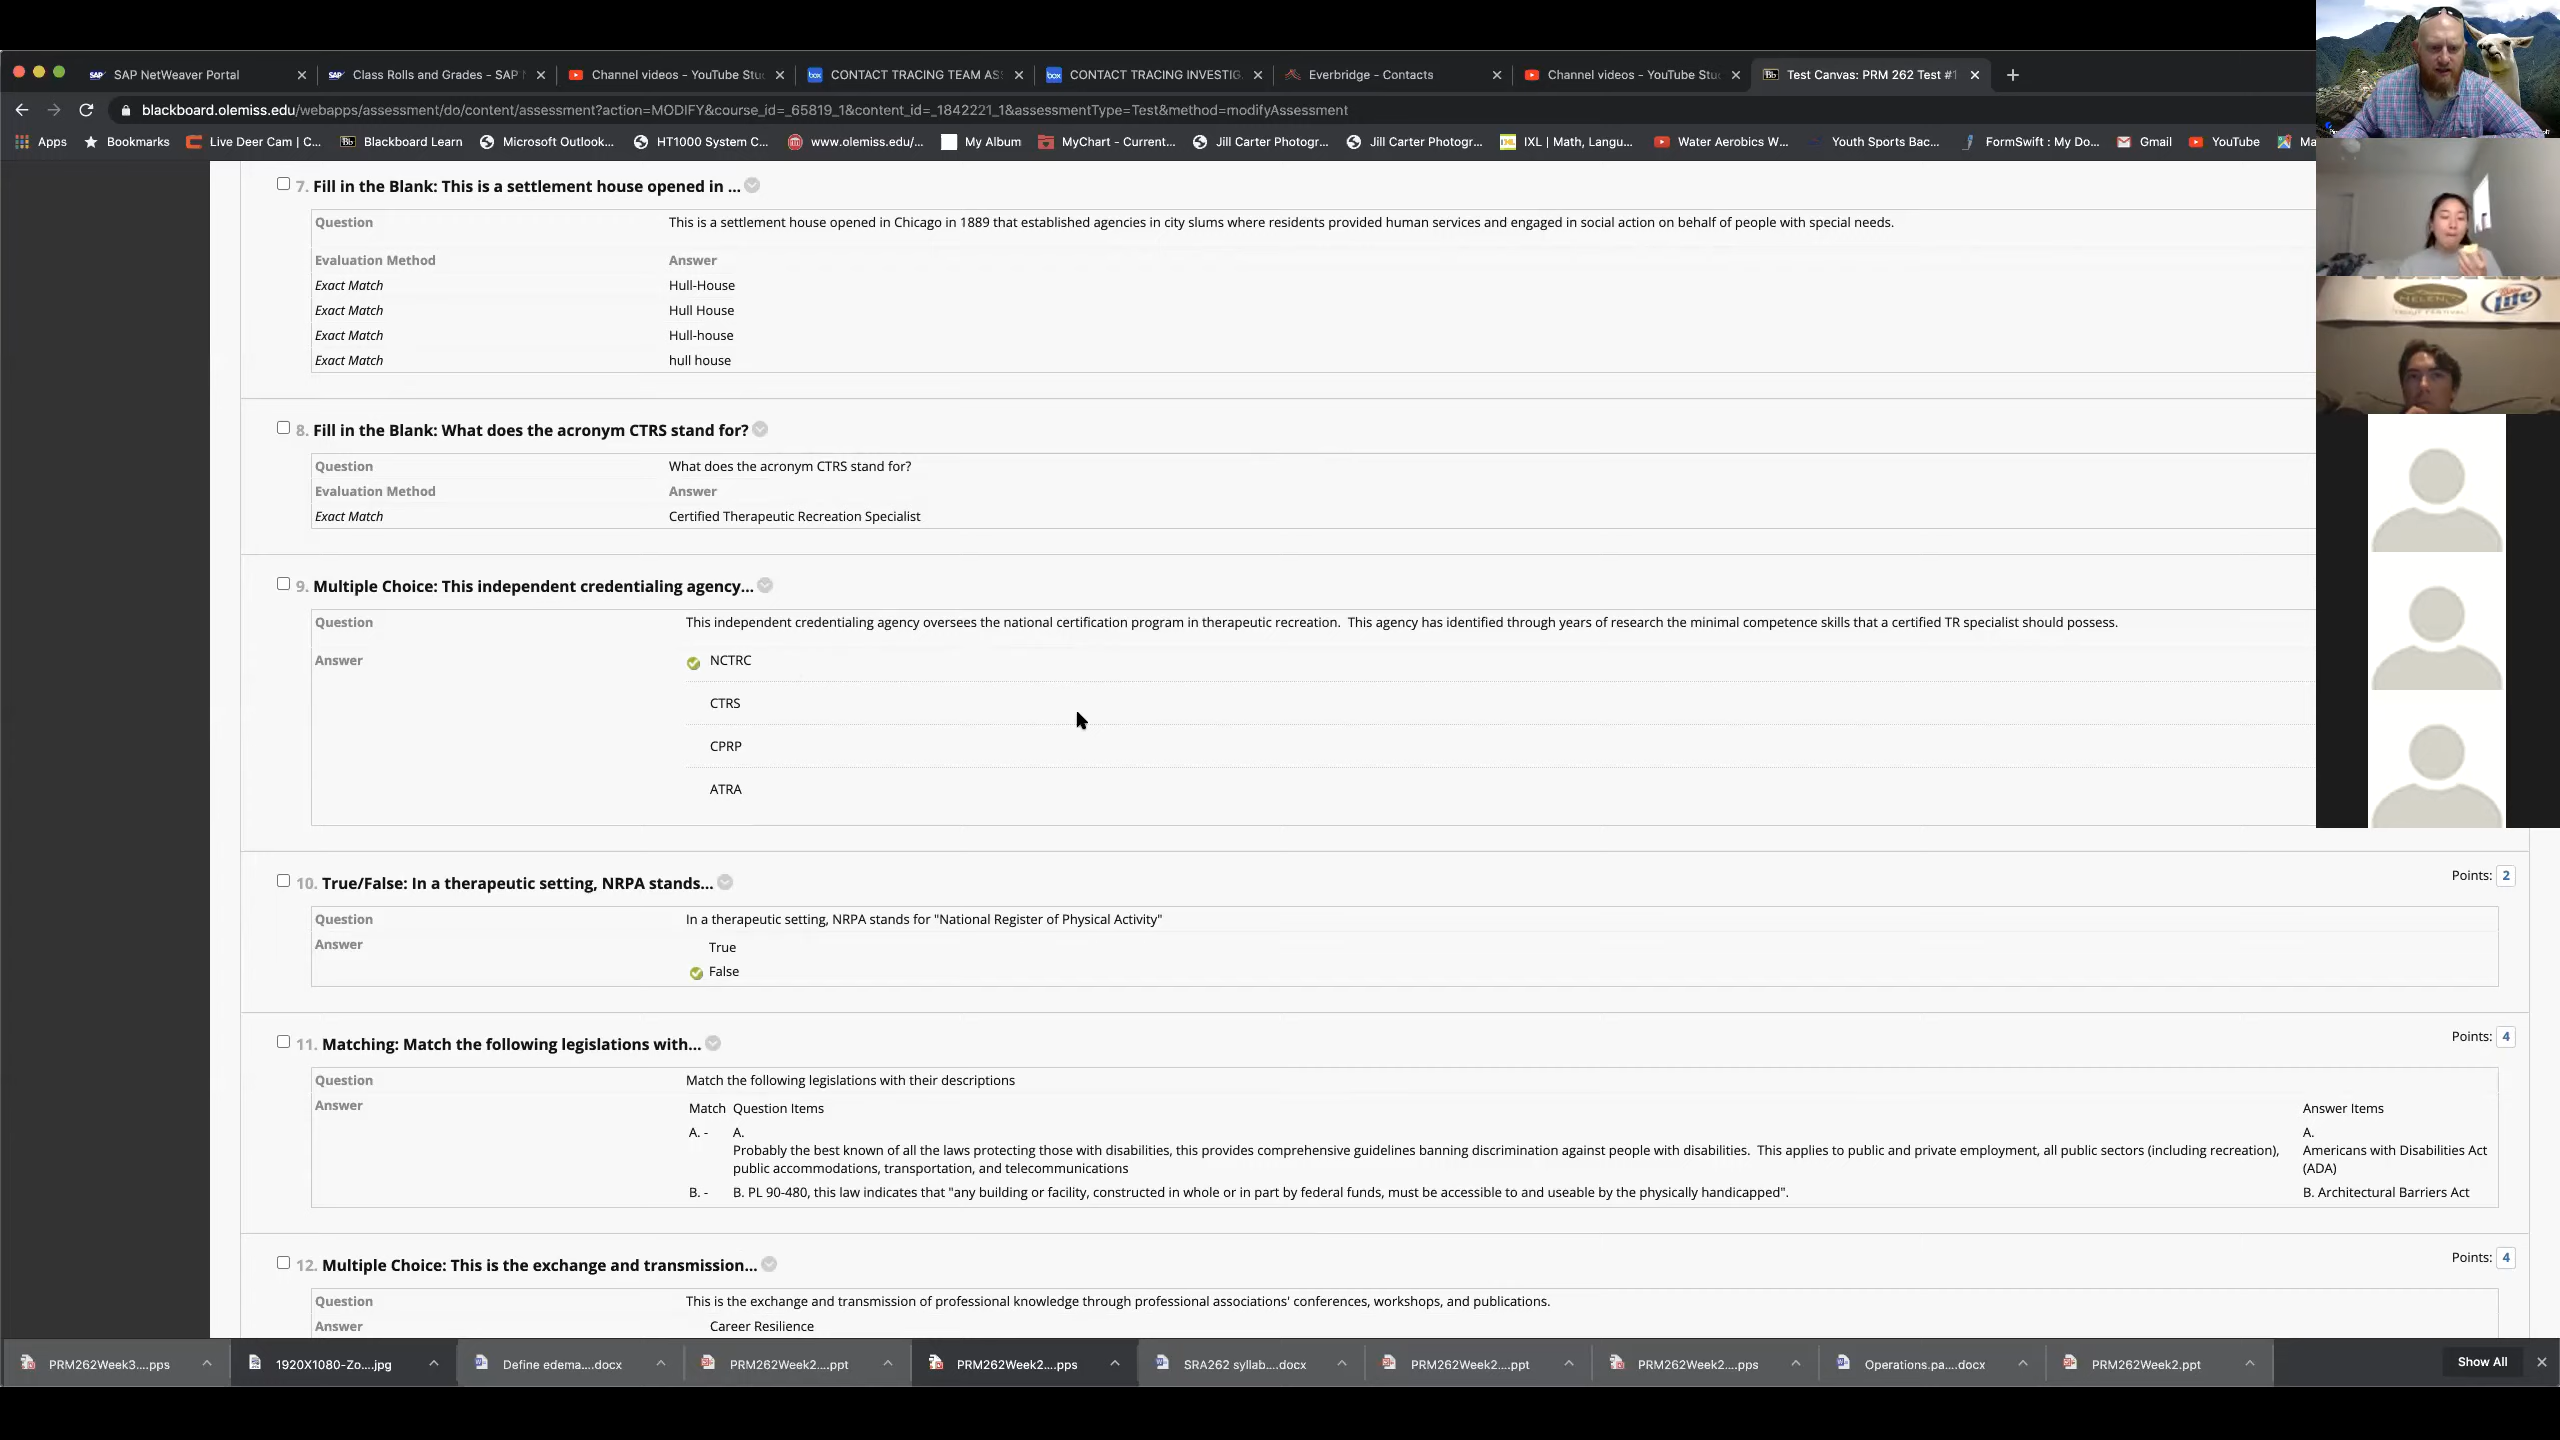 SAP NetWeaver Portal
Class Rolls and Grades - SAP N
Channel videos - YouTube Stu
CONTACT TRACING TEAM AS
CONTACT TRACING INVESTIG
Everbridge - Contacts
Channel videos - YouTube Stu
Test Canvas: PRM 262 Test #1
blackboard.olemiss.edu/webapps/assessment/do/content/assessment?action=MODIFY&course_id=_65819_1&content_id=_1842221_1&assessmentType=Test&method=modifyAssessment
Apps
Bookmarks
Live Deer Cam | C...
Blackboard Learn
Microsoft Outlook...
HT1000 System C...
www.olemiss.edu/...
My Album
MyChart - Current...
Jill Carter Photogr...
Jill Carter Photogr...
IXL | Math, Langu...
Water Aerobics W...
Youth Sports Bac...
FormSwift : My Do...
Gmail
YouTube
Ma
7. Fill in the Blank: This is a settlement house opened in ...
Question This is a settlement house opened in Chicago in 1889 that established agencies in city slums where residents provided human services and engaged in social action on behalf of people with special needs.
Evaluation Method Answer
Exact Match Hull-House
Exact Match Hull House
Exact Match Hull-house
Exact Match hull house
8. Fill in the Blank: What does the acronym CTRS stand for?
Question What does the acronym CTRS stand for?
Evaluation Method Answer
Exact Match Certified Therapeutic Recreation Specialist
9. Multiple Choice: This independent credentialing agency...
Question This independent credentialing agency oversees the national certification program in therapeutic recreation. This agency has identified through years of research the minimal competence skills that a certified TR specialist should possess.
Answer NCTRC
CTRS
CPRP
ATRA
10. True/False: In a therapeutic setting, NRPA stands... Points: 2
Question In a therapeutic setting, NRPA stands for "National Register of Physical Activity"
Answer True
False
11. Matching: Match the following legislations with... Points: 4
Question Match the following legislations with their descriptions
Answer Match Question Items Answer Items
A. - A. A.
Probably the best known of all the laws protecting those with disabilities, this provides comprehensive guidelines banning discrimination against people with disabilities. This applies to public and private employment, all public sectors (including recreation), Americans with Disabilities Act
public accommodations, transportation, and telecommunications (ADA)
B. - B. PL 90-480, this law indicates that "any building or facility, constructed in whole or in part by federal funds, must be accessible to and useable by the physically handicapped". B. Architectural Barriers Act
12. Multiple Choice: This is the exchange and transmission... Points: 4
Question This is the exchange and transmission of professional knowledge through professional associations' conferences, workshops, and publications.
Answer Career Resilience
PRM262Week3....pps
1920X1080-Zo....jpg
Define edema....docx
PRM262Week2....ppt
PRM262Week2....pps
SRA262 syllab....docx
PRM262Week2....ppt
PRM262Week2....pps
Operations.pa....docx
PRM262Week2.ppt
Show All